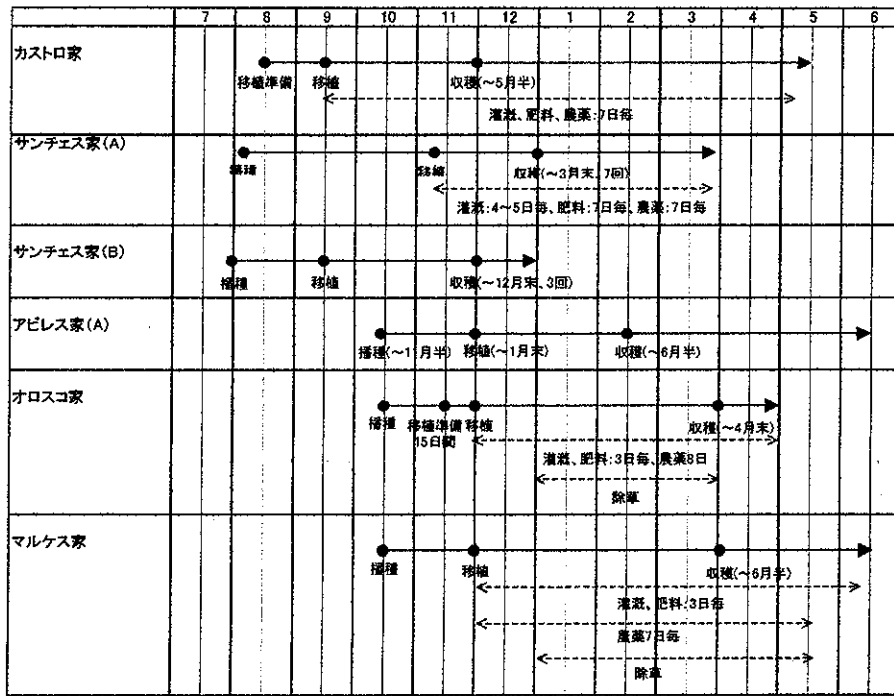 7 8 9 10 11 12 1 2 3 4 5 6
カストロ家
移植準備 移植 収穫(~5月半)
灌漑、肥料、農薬:7日毎
サンチェス家(A)
播種 移植 収穫(~3月末、7回)
灌漑:4~5日毎、肥料:7日毎、農薬:7日毎
サンチェス家(B)
播種 移植 収穫(~12月末、3回)
アビレス家(A)
播種(~11月半) 移植(~1月末) 収穫(~6月半)
オロスコ家
播種 移植準備 移植 収穫(~4月末)
15日間
灌漑、肥料:3日毎、農薬8日
除草
マルケス家
播種 移植 収穫(~6月半)
灌漑、肥料:3日毎
農薬7日毎
除草